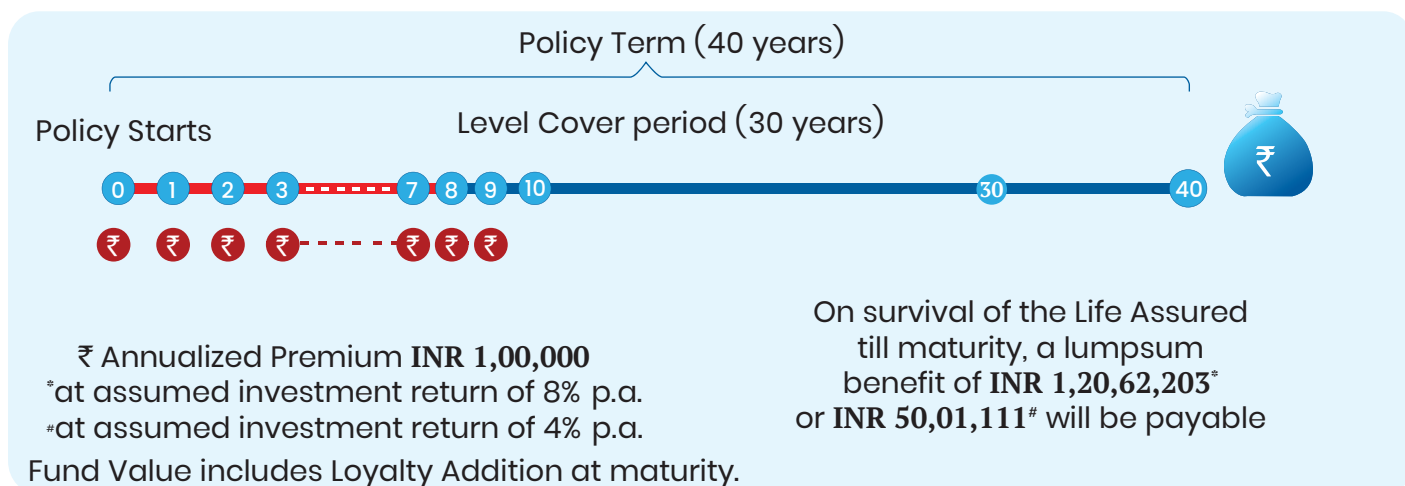 Policy Term (40 years)
Policy Starts
Level Cover period (30 years)
₹
0 1 2 3 7 8 9 10 30 40
₹ ₹ ₹ ₹ ₹ ₹ ₹
₹ Annualized Premium INR 1,00,000
*at assumed investment return of 8% p.a.
#at assumed investment return of 4% p.a.
Fund Value includes Loyalty Addition at maturity.
On survival of the Life Assured
till maturity, a lumpsum
benefit of INR 1,20,62,203*
or INR 50,01,111# will be payable